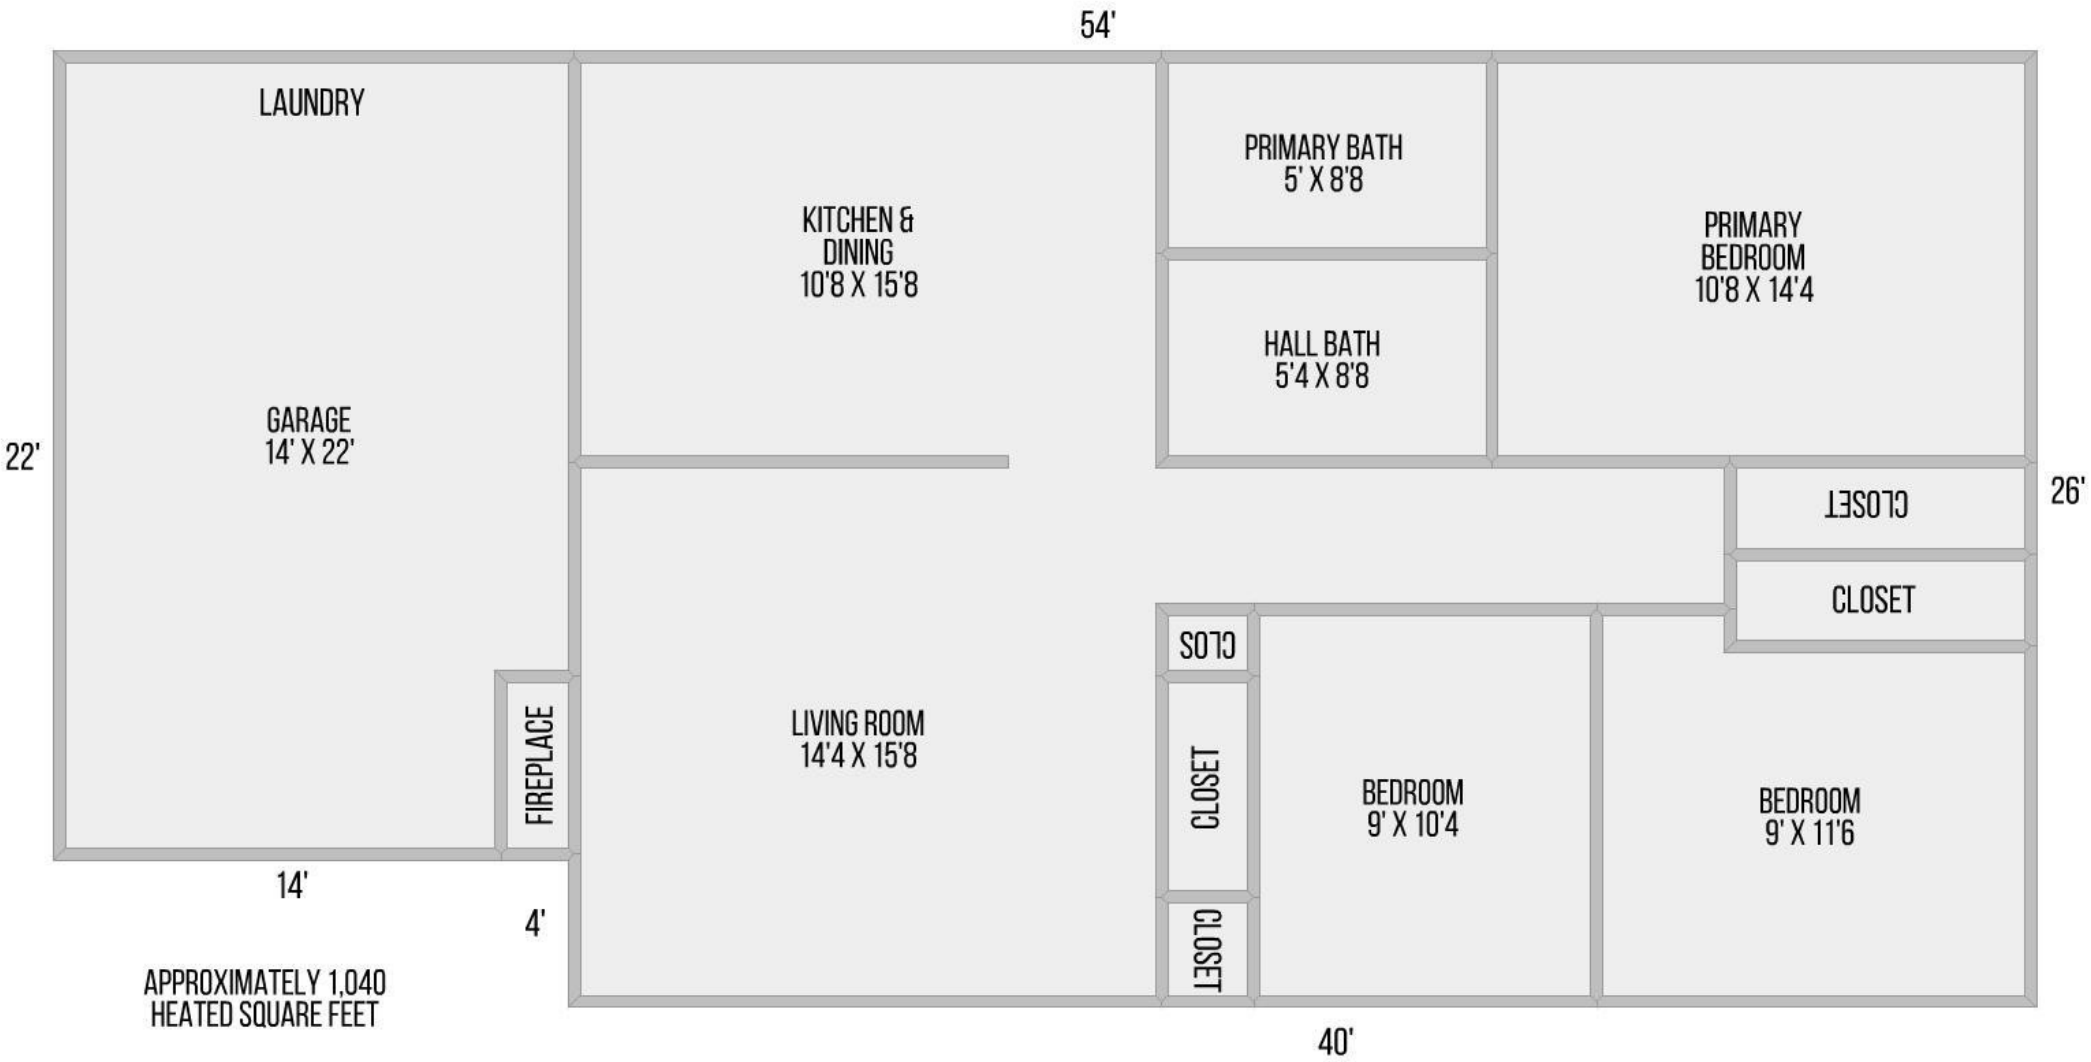 54'
LAUNDRY
PRIMARY BATH
5' X 8'8
KITCHEN &
DINING
10'8 X 15'8
PRIMARY
BEDROOM
10'8 X 14'4
HALL BATH
5'4 X 8'8
GARAGE
14' X 22'
22'
26'
CLOSET
CLOSET
CLOS
FIREPLACE
LIVING ROOM
14'4 X 15'8
CLOSET
BEDROOM
9' X 10'4
BEDROOM
9' X 11'6
14'
4'
CLOSET
APPROXIMATELY 1,040
HEATED SQUARE FEET
40'